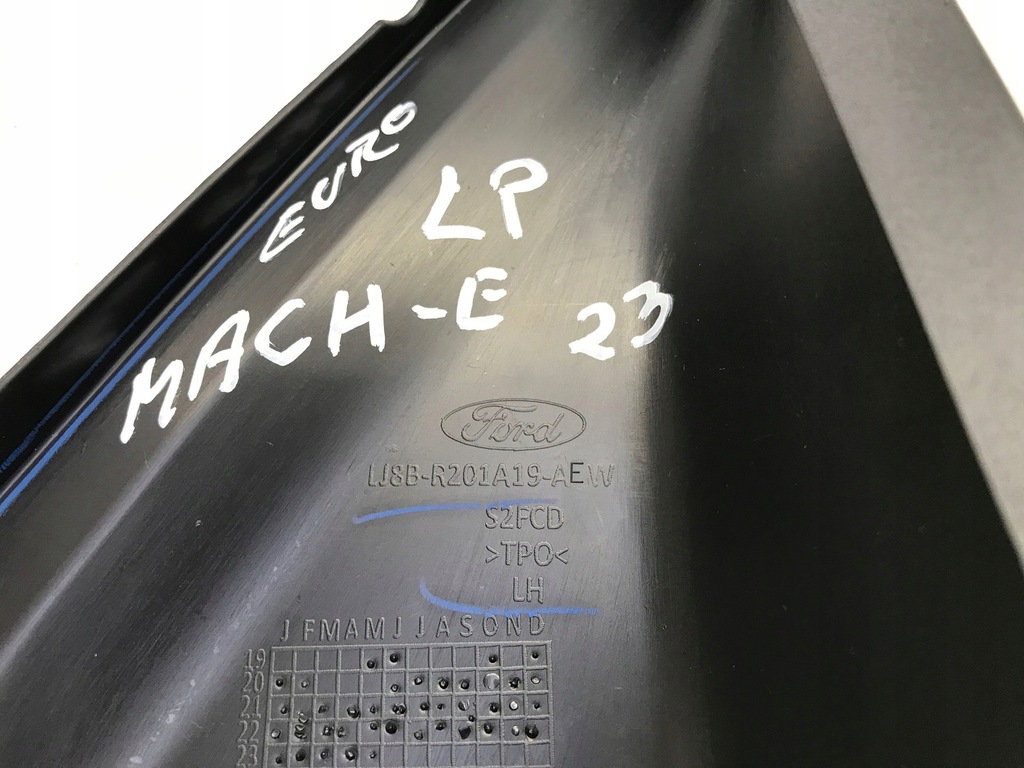 EURO
LP
MACH-E 23
Ford
LJ8B-R201A19-AEW
S2FCD
>TPO<
LH
J F M A M J J A S O N D
19
20
21
22
23